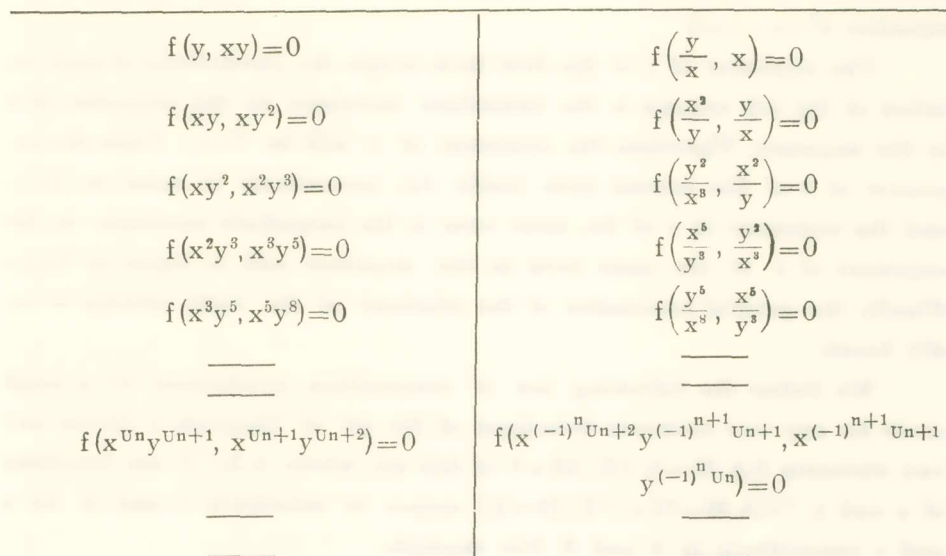 f(y, xy)=0
f(xy, xy²)=0
f(xy², x²y³)=0
f(x²y³, x³y⁵)=0
f(x³y⁵, x⁵y⁸)=0
f(x^{Un}y^{Un+1}, x^{Un+1}y^{Un+2})=0
f(y/x, x)=0
f(x²/y, y/x)=0
f(y²/x³, x²/y)=0
f(x⁵/y³, y²/x³)=0
f(y⁵/x⁸, x⁵/y³)=0
f(x^{(-1)^n Un+2} y^{(-1)^{n+1} Un+1}, x^{(-1)^{n+1} Un+1}
y^{(-1)^n Un})=0